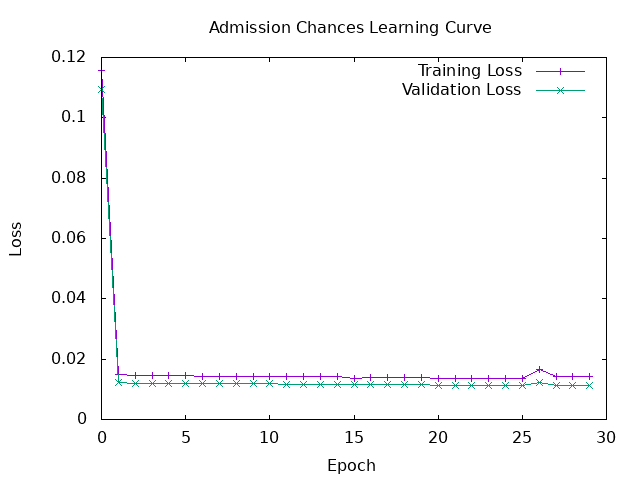 Admission Chances Learning Curve
0.12
0.1
0.08
0.06
0.04
0.02
0
Loss
Training Loss
Validation Loss
0 5 10 15 20 25 30
Epoch